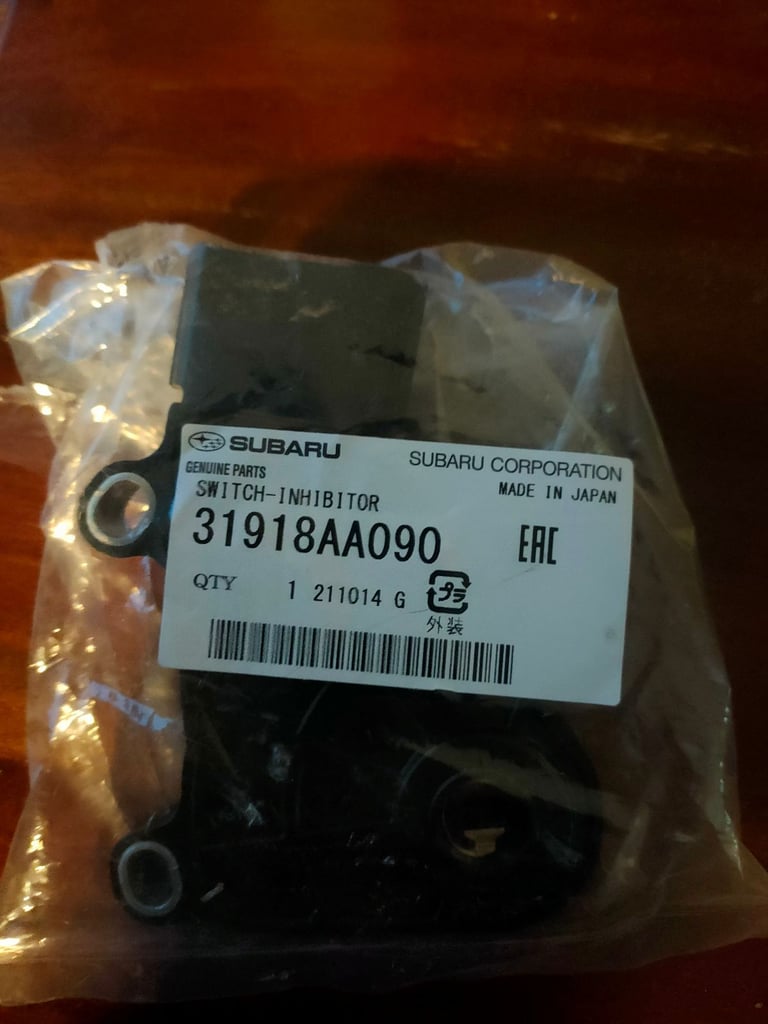 SUBARU
SUBARU CORPORATION
GENUINE PARTS
MADE IN JAPAN
SWITCH-INHIBITOR
31918AA090
EAC
QTY 1 211014 G プラ
外装